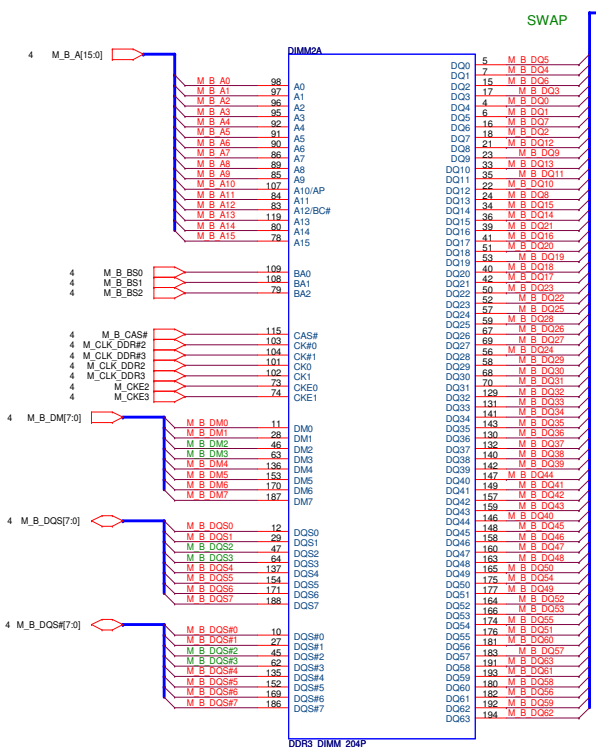 SWAP
DIMM2A
4 M_B_A[15:0]
M_B_A0 98 A0
M_B_A1 97 A1
M_B_A2 96 A2
M_B_A3 95 A3
M_B_A4 92 A4
M_B_A5 91 A5
M_B_A6 90 A6
M_B_A7 86 A7
M_B_A8 89 A8
M_B_A9 85 A9
M_B_A10 107 A10/AP
M_B_A11 84 A11
M_B_A12 83 A12/BC#
M_B_A13 119 A13
M_B_A14 80 A14
M_B_A15 78 A15
4 M_B_BS0 109 BA0
4 M_B_BS1 108 BA1
4 M_B_BS2 79 BA2
4 M_B_CAS# 115 CAS#
4 M_CLK_DDR#2 103 CK#0
4 M_CLK_DDR#3 104 CK#1
4 M_CLK_DDR2 101 CK0
4 M_CLK_DDR3 102 CK1
4 M_CKE2 73 CKE0
4 M_CKE3 74 CKE1
4 M_B_DM[7:0]
M_B_DM0 11 DM0
M_B_DM1 28 DM1
M_B_DM2 46 DM2
M_B_DM3 63 DM3
M_B_DM4 136 DM4
M_B_DM5 153 DM5
M_B_DM6 170 DM6
M_B_DM7 187 DM7
4 M_B_DQS[7:0]
M_B_DQS0 12 DQS0
M_B_DQS1 29 DQS1
M_B_DQS2 47 DQS2
M_B_DQS3 64 DQS3
M_B_DQS4 137 DQS4
M_B_DQS5 154 DQS5
M_B_DQS6 171 DQS6
M_B_DQS7 188 DQS7
4 M_B_DQS#[7:0]
M_B_DQS#0 10 DQS#0
M_B_DQS#1 27 DQS#1
M_B_DQS#2 45 DQS#2
M_B_DQS#3 62 DQS#3
M_B_DQS#4 135 DQS#4
M_B_DQS#5 152 DQS#5
M_B_DQS#6 169 DQS#6
M_B_DQS#7 186 DQS#7
DQ0 5 M_B_DQ5
DQ1 7 M_B_DQ4
DQ2 15 M_B_DQ6
DQ3 17 M_B_DQ3
DQ4 4 M_B_DQ0
DQ5 6 M_B_DQ1
DQ6 16 M_B_DQ7
DQ7 18 M_B_DQ2
DQ8 21 M_B_DQ12
DQ9 23 M_B_DQ9
DQ10 33 M_B_DQ13
DQ11 35 M_B_DQ11
DQ12 22 M_B_DQ10
DQ13 24 M_B_DQ8
DQ14 34 M_B_DQ15
DQ15 36 M_B_DQ14
DQ16 39 M_B_DQ21
DQ17 41 M_B_DQ16
DQ18 51 M_B_DQ20
DQ19 53 M_B_DQ19
DQ20 40 M_B_DQ18
DQ21 42 M_B_DQ17
DQ22 50 M_B_DQ23
DQ23 52 M_B_DQ22
DQ24 57 M_B_DQ25
DQ25 59 M_B_DQ28
DQ26 67 M_B_DQ26
DQ27 69 M_B_DQ27
DQ28 56 M_B_DQ24
DQ29 58 M_B_DQ29
DQ30 68 M_B_DQ30
DQ31 70 M_B_DQ31
DQ32 129 M_B_DQ32
DQ33 131 M_B_DQ33
DQ34 141 M_B_DQ34
DQ35 143 M_B_DQ35
DQ36 130 M_B_DQ36
DQ37 132 M_B_DQ37
DQ38 140 M_B_DQ38
DQ39 142 M_B_DQ39
DQ40 147 M_B_DQ44
DQ41 149 M_B_DQ41
DQ42 157 M_B_DQ42
DQ43 159 M_B_DQ43
DQ44 146 M_B_DQ40
DQ45 148 M_B_DQ45
DQ46 158 M_B_DQ46
DQ47 160 M_B_DQ47
DQ48 163 M_B_DQ48
DQ49 165 M_B_DQ50
DQ50 175 M_B_DQ54
DQ51 177 M_B_DQ49
DQ52 164 M_B_DQ52
DQ53 166 M_B_DQ53
DQ54 174 M_B_DQ55
DQ55 176 M_B_DQ51
DQ56 181 M_B_DQ60
DQ57 183 M_B_DQ57
DQ58 191 M_B_DQ63
DQ59 193 M_B_DQ61
DQ60 180 M_B_DQ58
DQ61 182 M_B_DQ56
DQ62 192 M_B_DQ59
DQ63 194 M_B_DQ62
DDR3_DIMM_204P